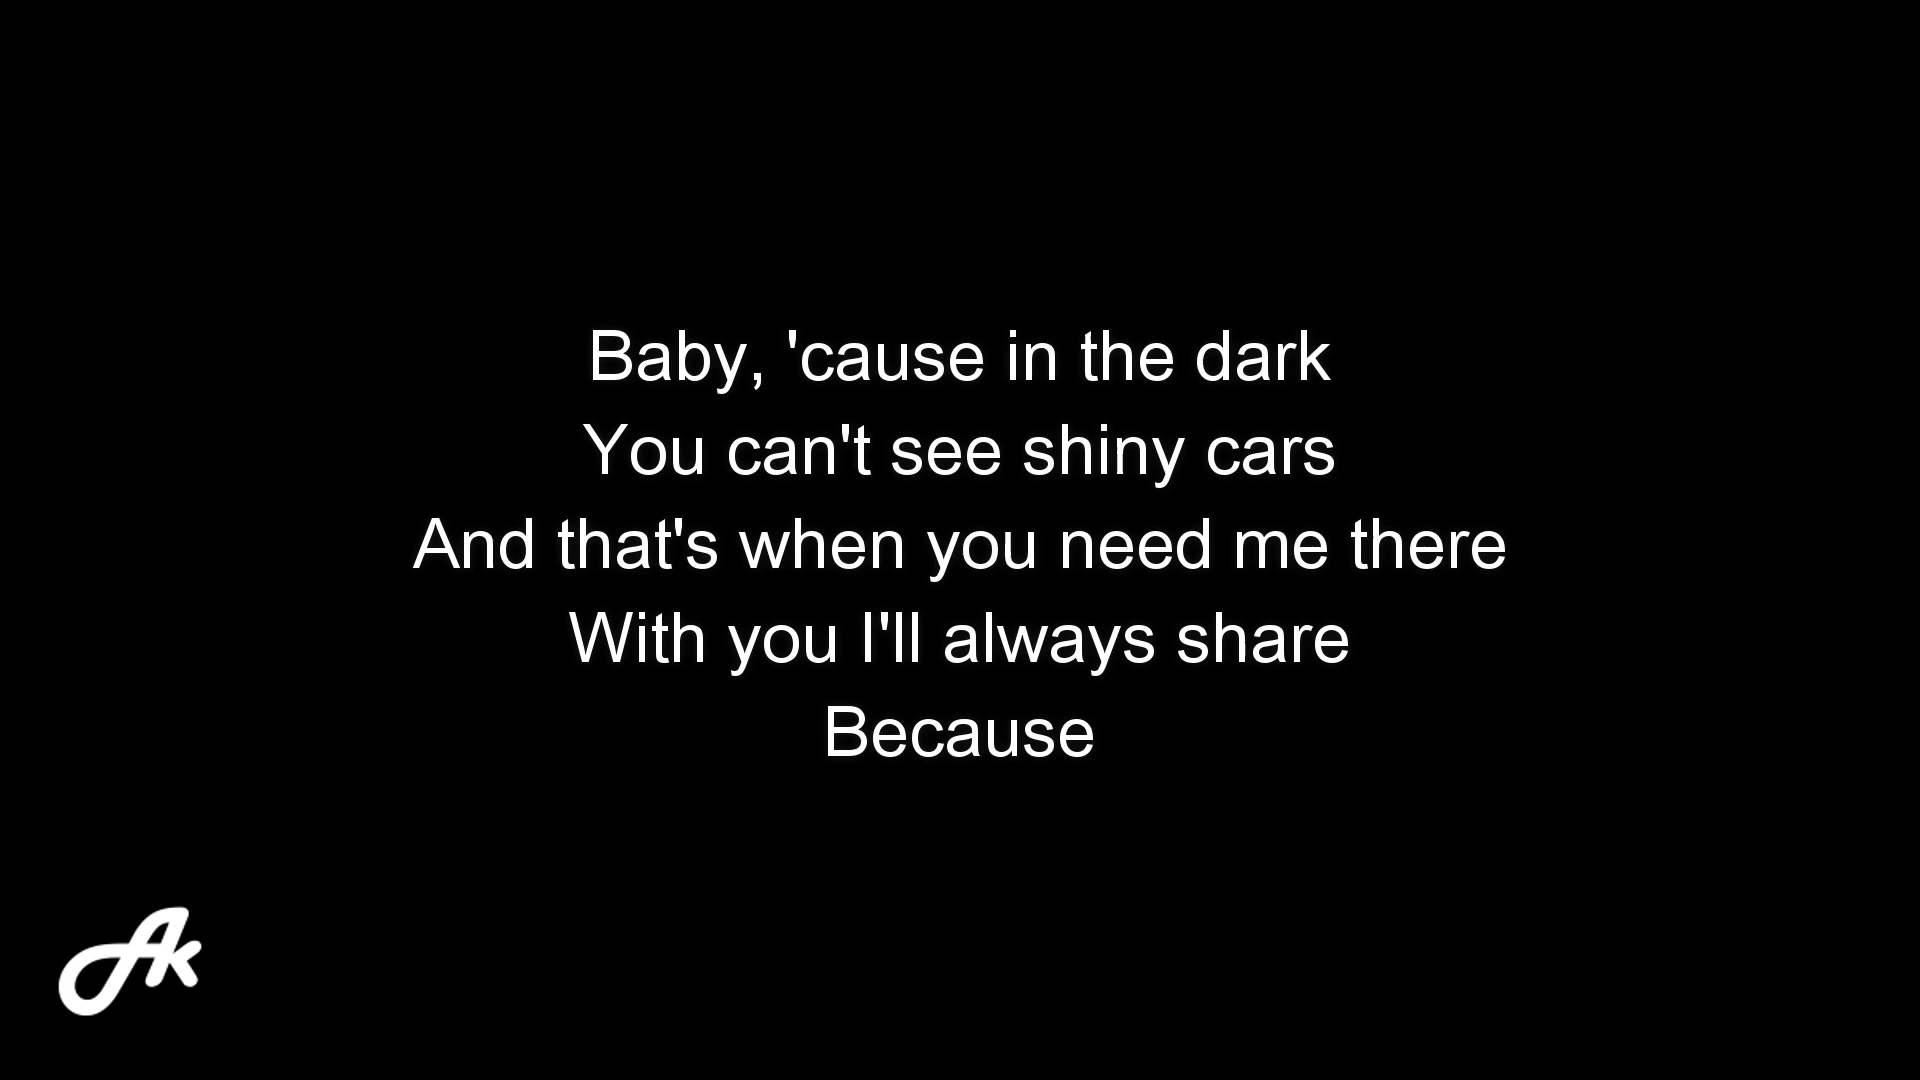 Baby, 'cause in the dark
You can't see shiny cars
And that's when you need me there
With you I'll always share
Because
Ak